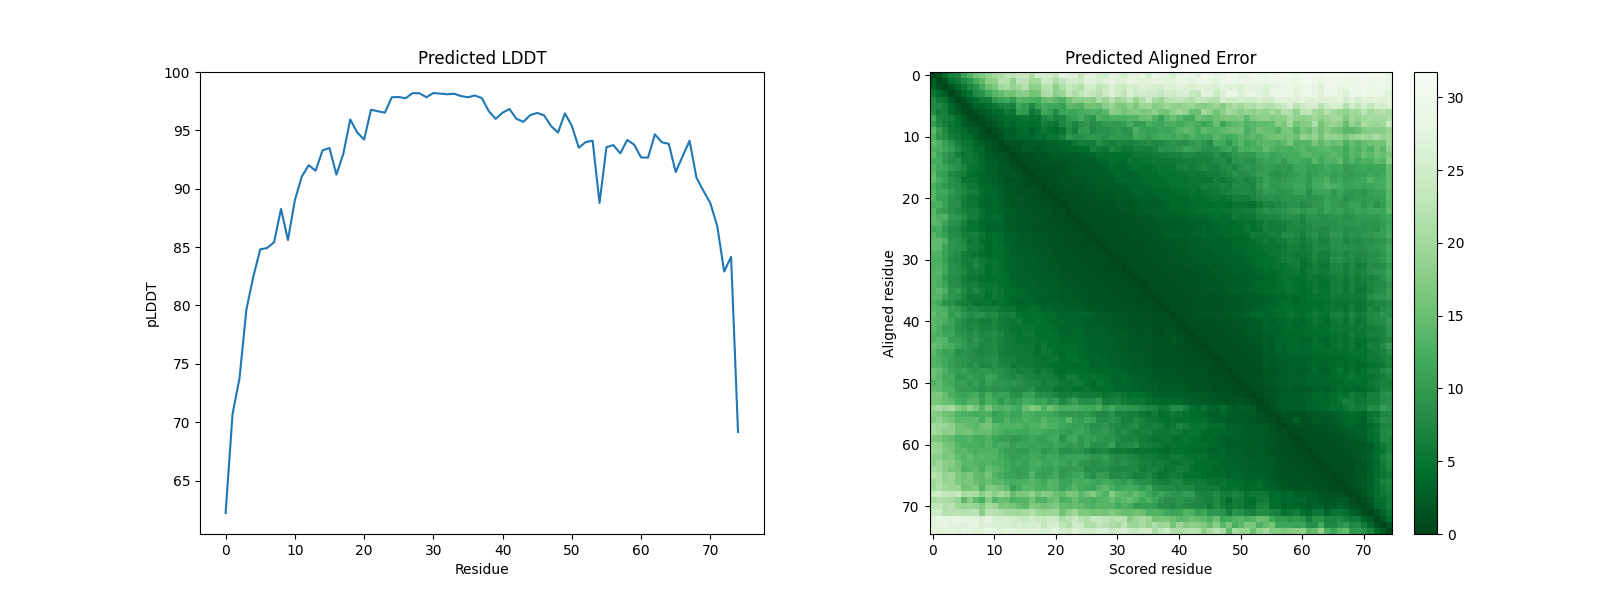 Predicted LDDT
100
95
90
85
80
75
70
65
pLDDT
0 10 20 30 40 50 60 70
Residue
Predicted Aligned Error
0
10
20
30
40
50
60
70
Aligned residue
0 10 20 30 40 50 60 70
Scored residue
30
25
20
15
10
5
0